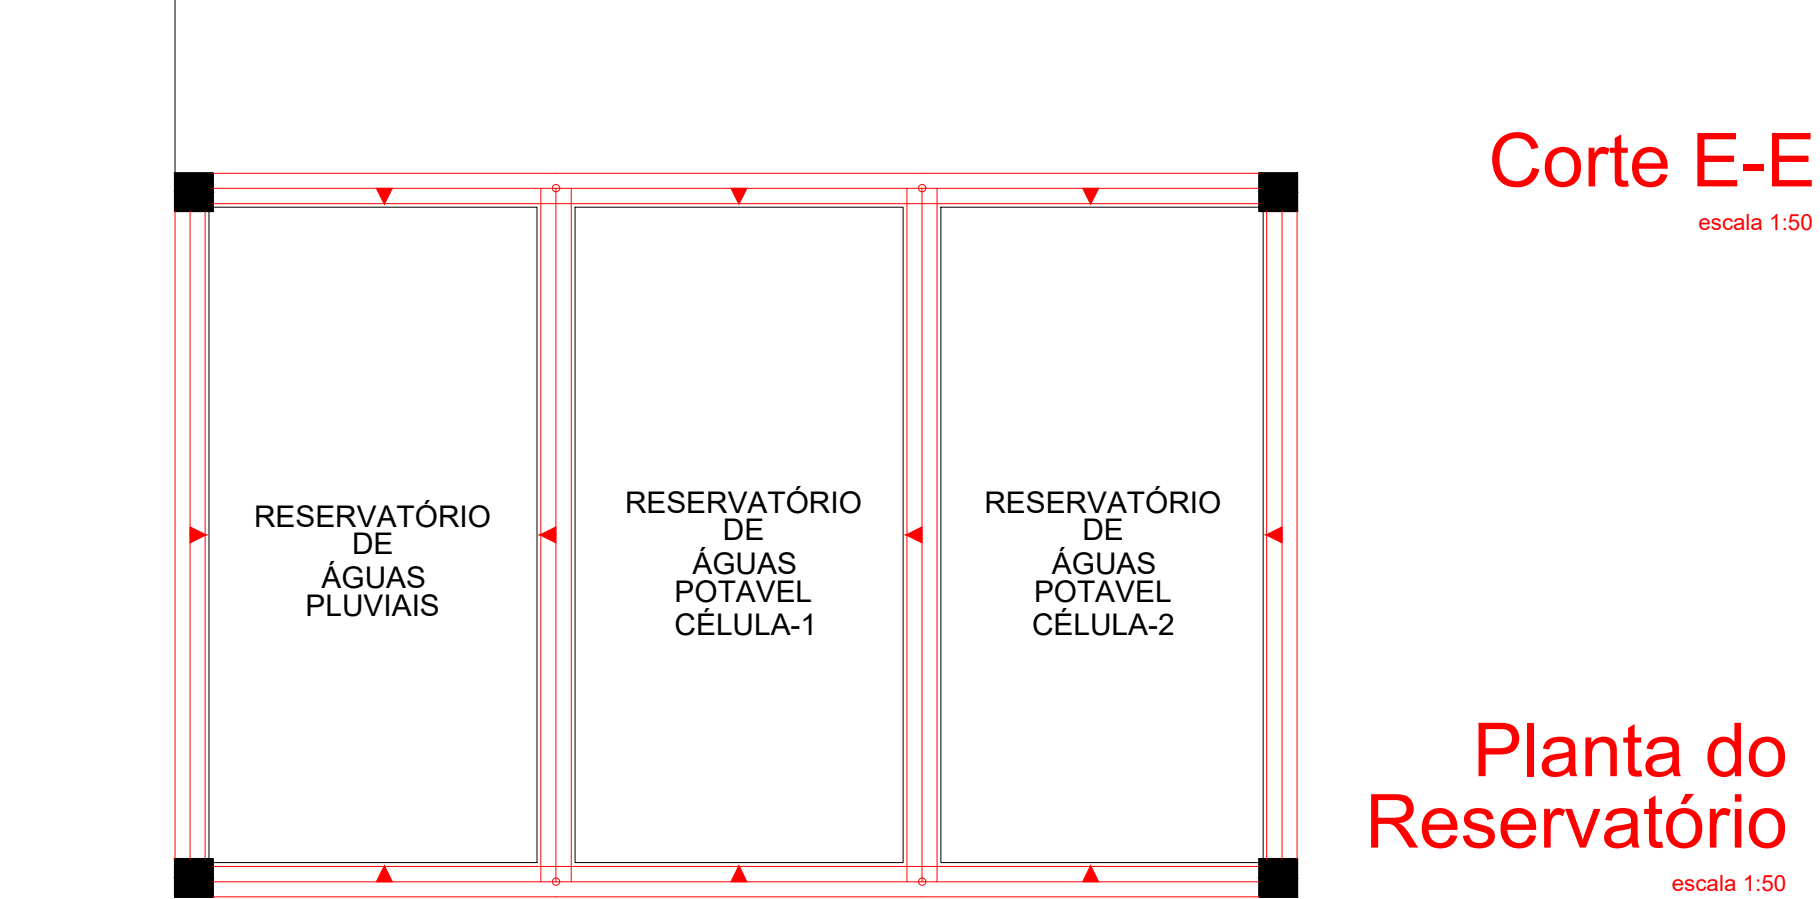 Corte E-E
escala 1:50
RESERVATÓRIO
DE
ÁGUAS
PLUVIAIS
RESERVATÓRIO
DE
ÁGUAS
POTAVEL
CÉLULA-1
RESERVATÓRIO
DE
ÁGUAS
POTAVEL
CÉLULA-2
Planta do
Reservatório
escala 1:50